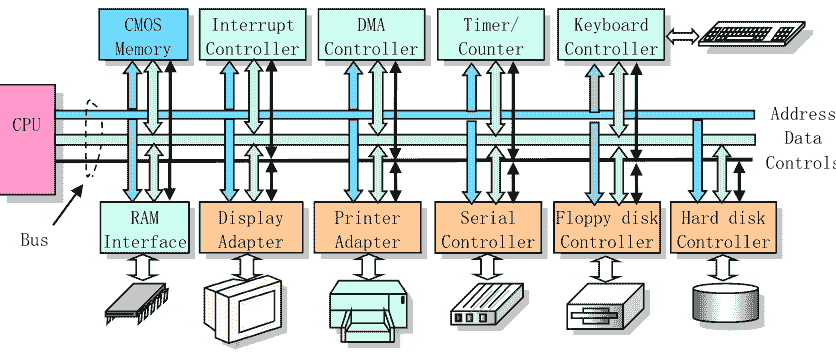 CMOS
Memory
Interrupt
Controller
DMA
Controller
Timer/
Counter
Keyboard
Controller
CPU
Address
Data
Controls
Bus
RAM
Interface
Display
Adapter
Printer
Adapter
Serial
Controller
Floppy disk
Controller
Hard disk
Controller